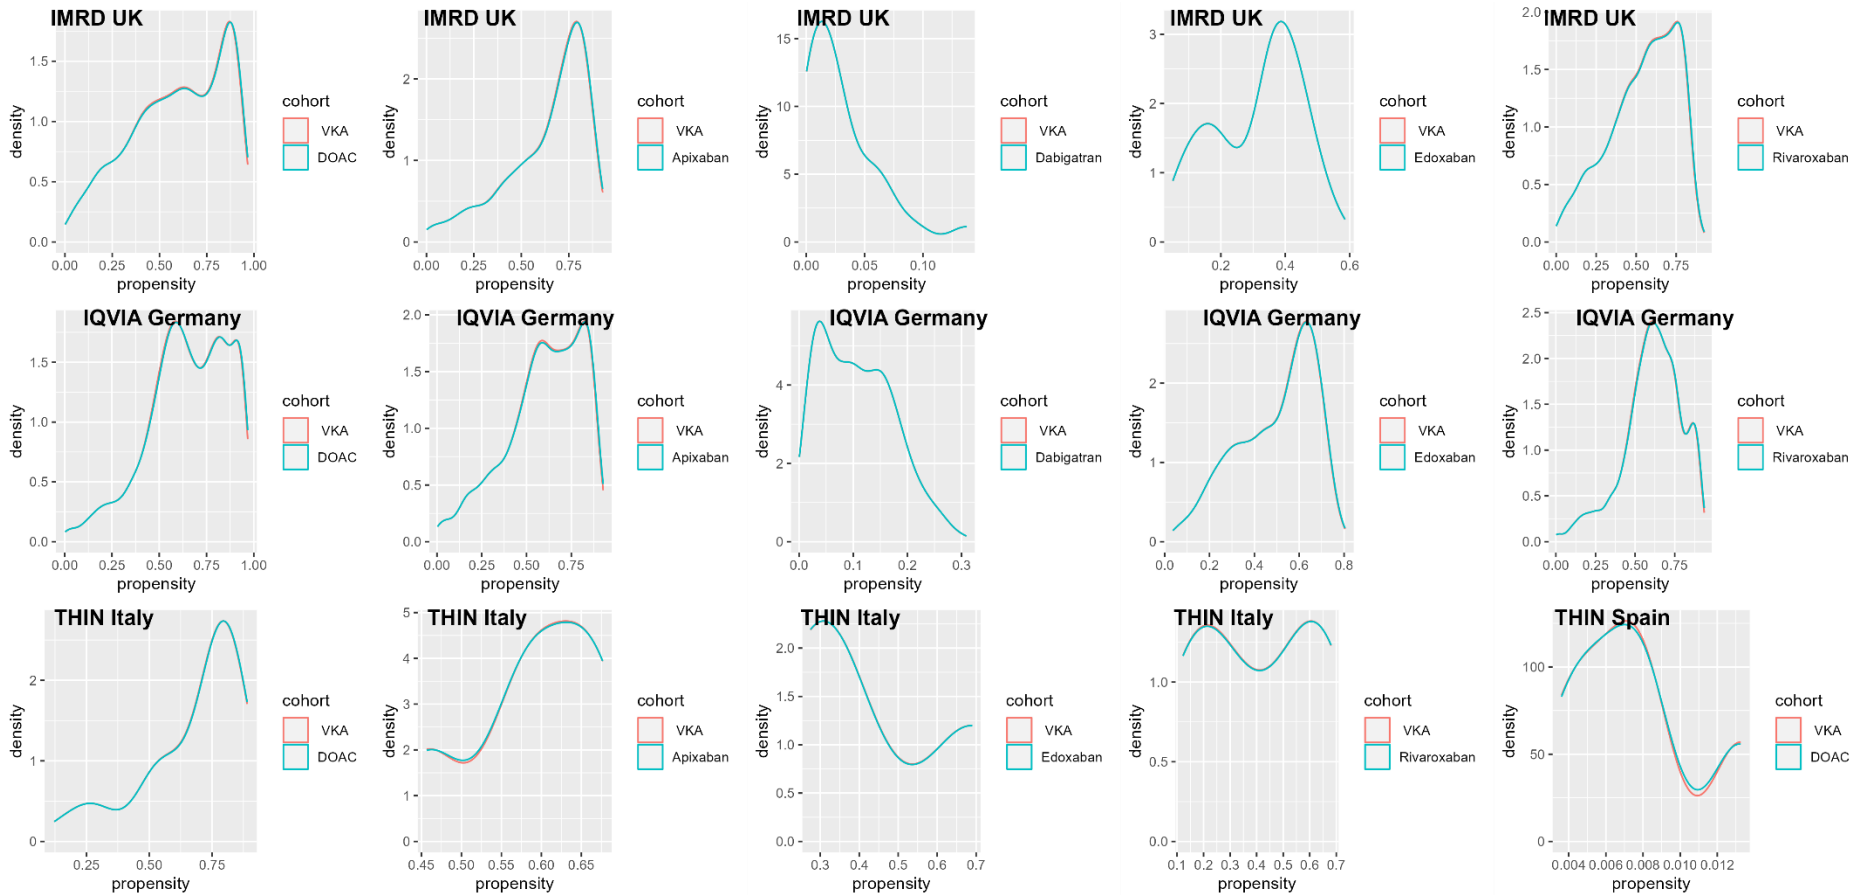 IMRD UK
1.5
1.0
0.5
0.0
density
0.00 0.25 0.50 0.75 1.00
propensity
cohort
VKA
DOAC
IMRD UK
2
1
0
density
0.00 0.25 0.50 0.75
propensity
cohort
VKA
Apixaban
IMRD UK
15
10
5
0
density
0.00 0.05 0.10
propensity
cohort
VKA
Dabigatran
IMRD UK
3
2
1
0
density
0.2 0.4 0.6
propensity
cohort
VKA
Edoxaban
IMRD UK
2.0
1.5
1.0
0.5
0.0
density
0.00 0.25 0.50 0.75
propensity
cohort
VKA
Rivaroxaban
IQVIA Germany
1.5
1.0
0.5
0.0
density
0.00 0.25 0.50 0.75 1.00
propensity
cohort
VKA
DOAC
IQVIA Germany
2.0
1.5
1.0
0.5
0.0
density
0.00 0.25 0.50 0.75
propensity
cohort
VKA
Apixaban
IQVIA Germany
4
2
0
density
0.0 0.1 0.2 0.3
propensity
cohort
VKA
Dabigatran
IQVIA Germany
2
1
0
density
0.0 0.2 0.4 0.6 0.8
propensity
cohort
VKA
Edoxaban
IQVIA Germany
2.5
2.0
1.5
1.0
0.5
0.0
density
0.00 0.25 0.50 0.75
propensity
cohort
VKA
Rivaroxaban
THIN Italy
2
1
0
density
0.25 0.50 0.75
propensity
cohort
VKA
DOAC
THIN Italy
5
4
3
2
1
0
density
0.45 0.50 0.55 0.60 0.65
propensity
cohort
VKA
Apixaban
THIN Italy
2.0
1.5
1.0
0.5
0.0
density
0.3 0.4 0.5 0.6 0.7
propensity
cohort
VKA
Edoxaban
THIN Italy
1.0
0.5
0.0
density
0.1 0.2 0.3 0.4 0.5 0.6 0.7
propensity
cohort
VKA
Rivaroxaban
THIN Spain
100
50
0
density
0.004 0.006 0.008 0.010 0.012
propensity
cohort
VKA
DOAC